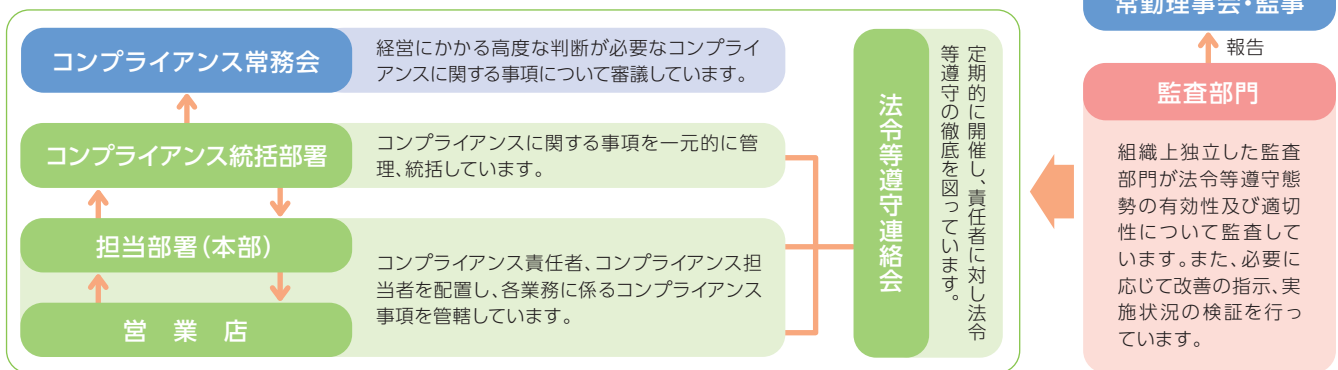 コンプライアンス常務会
経営にかかる高度な判断が必要なコンプライ
アンスに関する事項について審議しています。
コンプライアンス統括部署
コンプライアンスに関する事項を一元的に管
理、統括しています。
担当部署(本部)
営業店
コンプライアンス責任者、コンプライアンス担
当者を配置し、各業務に係るコンプライアンス
事項を管轄しています。
法令等遵守連絡会
定期的に開催し、責任者に対し法令
等遵守の徹底を図っています。
常勤理事会・監事
報告
監査部門
組織上独立した監査
部門が法令等遵守態
勢の有効性及び適切
性について監査して
います。また、必要に
応じて改善の指示、実
施状況の検証を行っ
ています。